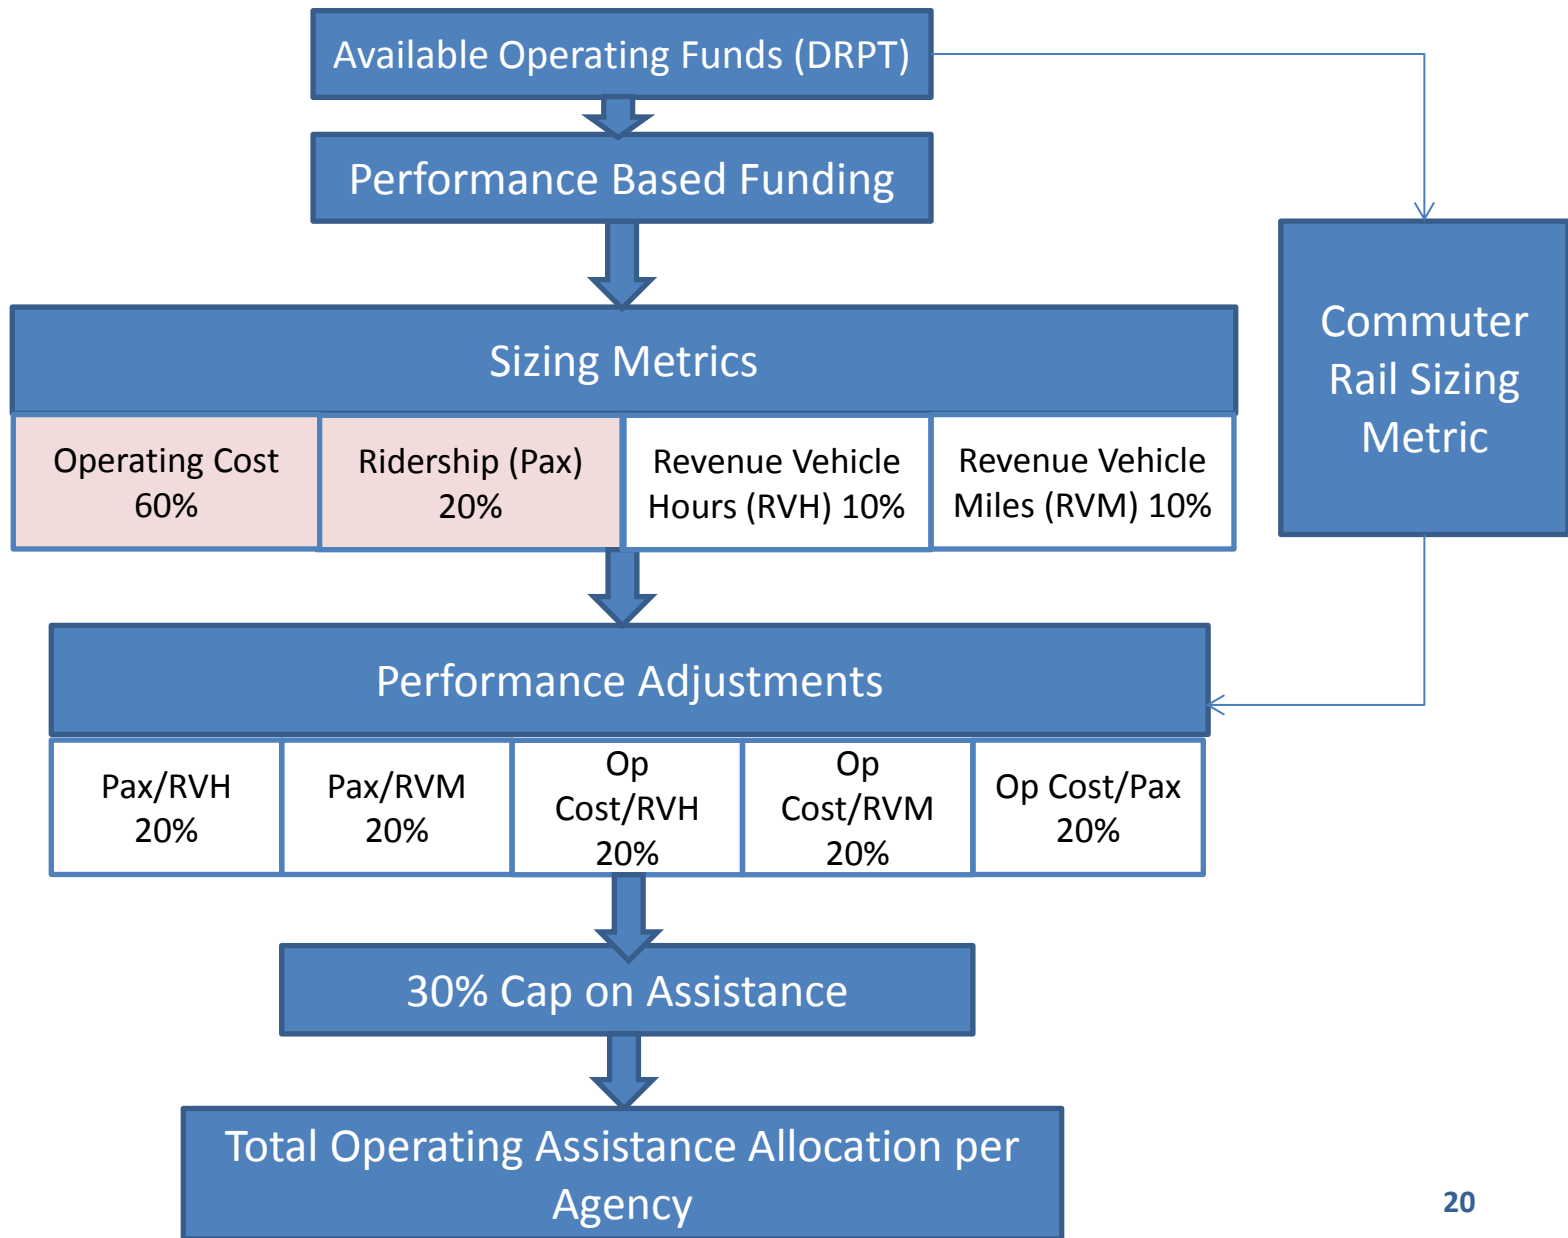 Available Operating Funds (DRPT)
Performance Based Funding
Sizing Metrics
Operating Cost
60%
Ridership (Pax)
20%
Revenue Vehicle
Hours (RVH) 10%
Revenue Vehicle
Miles (RVM) 10%
Commuter
Rail Sizing
Metric
Performance Adjustments
Pax/RVH
20%
Pax/RVM
20%
Op
Cost/RVH
20%
Op
Cost/RVM
20%
Op Cost/Pax
20%
30% Cap on Assistance
Total Operating Assistance Allocation per
Agency
20